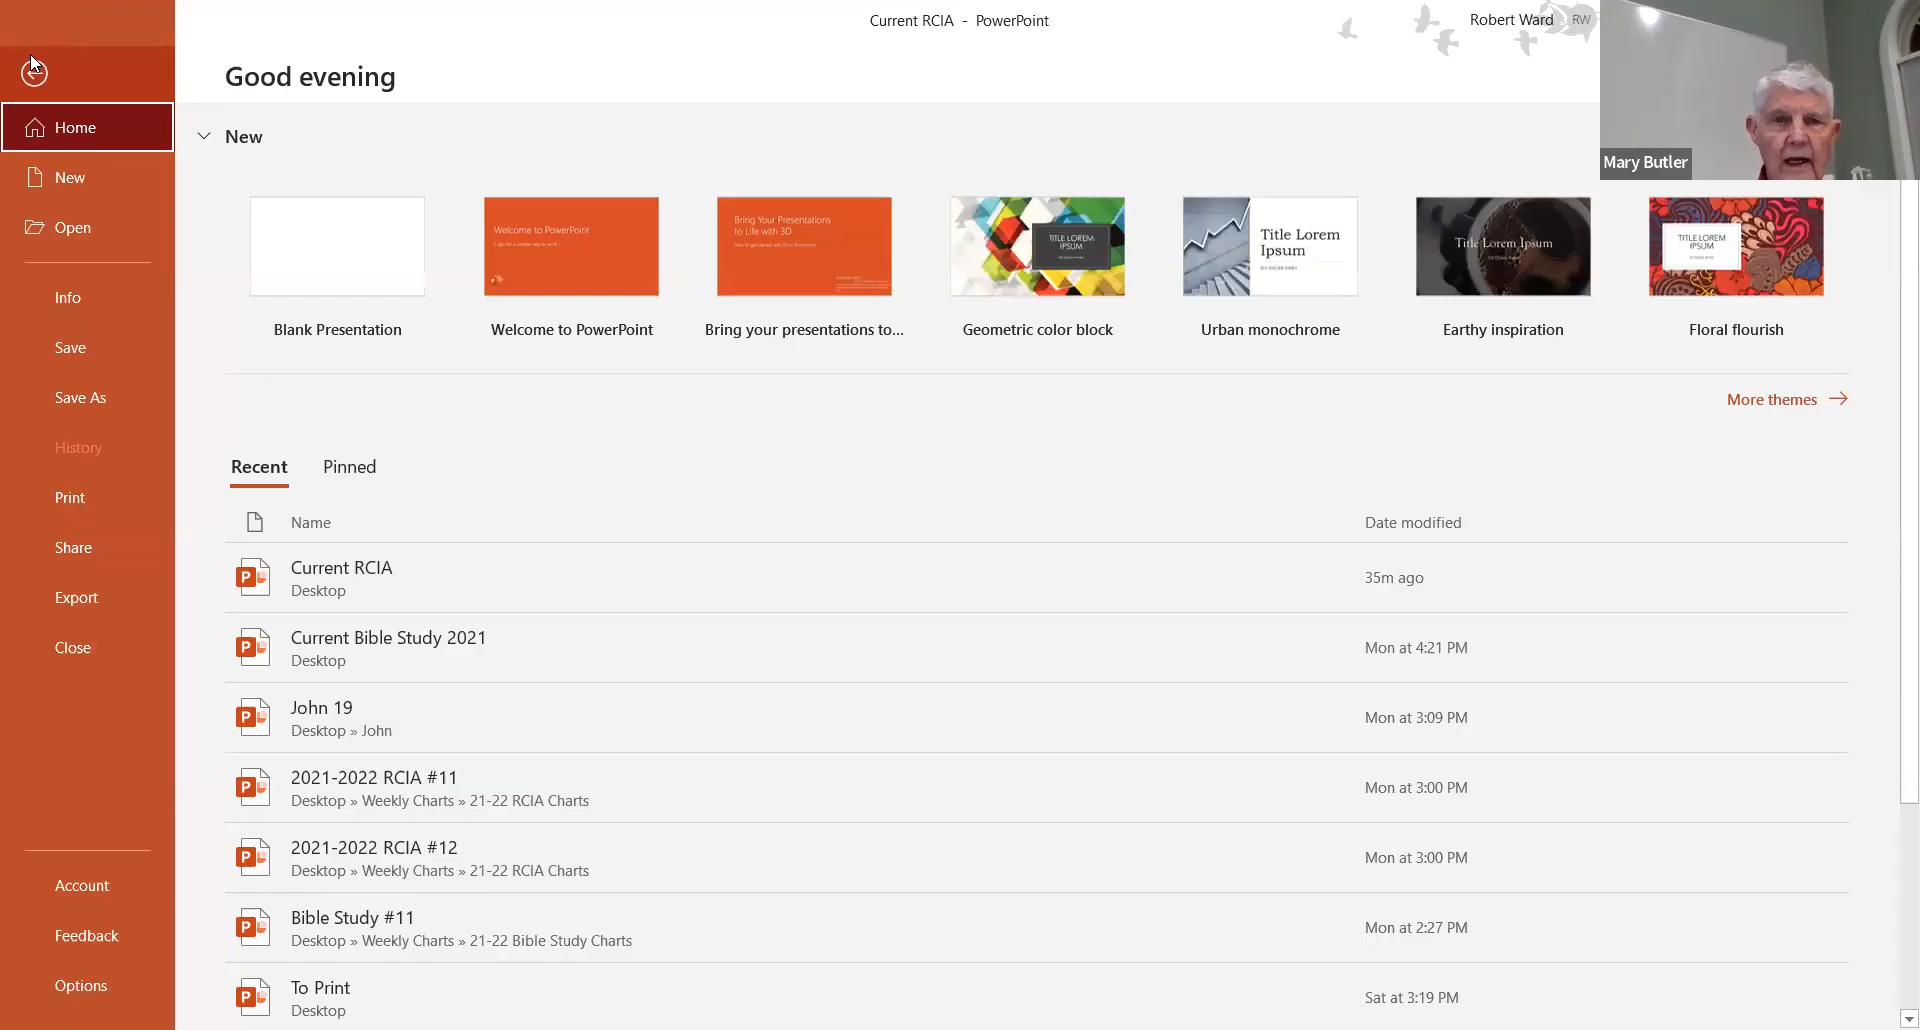 Current RCIA - PowerPoint
Robert Ward RW
Mary Butler
Good evening
Home
New
Open
Info
Save
Save As
History
Print
Share
Export
Close
Account
Feedback
Options
New
Welcome to PowerPoint
Bring Your Presentations
to Life with 3D
TITLE LOREM
IPSUM
Title Lorem
Ipsum
Title Lorem Ipsum
TITLE LOREM
IPSUM
Blank Presentation
Welcome to PowerPoint
Bring your presentations to...
Geometric color block
Urban monochrome
Earthy inspiration
Floral flourish
More themes
Recent Pinned
Name Date modified
Current RCIA
Desktop
35m ago
Current Bible Study 2021
Desktop
Mon at 4:21 PM
John 19
Desktop » John
Mon at 3:09 PM
2021-2022 RCIA #11
Desktop » Weekly Charts » 21-22 RCIA Charts
Mon at 3:00 PM
2021-2022 RCIA #12
Desktop » Weekly Charts » 21-22 RCIA Charts
Mon at 3:00 PM
Bible Study #11
Desktop » Weekly Charts » 21-22 Bible Study Charts
Mon at 2:27 PM
To Print
Desktop
Sat at 3:19 PM